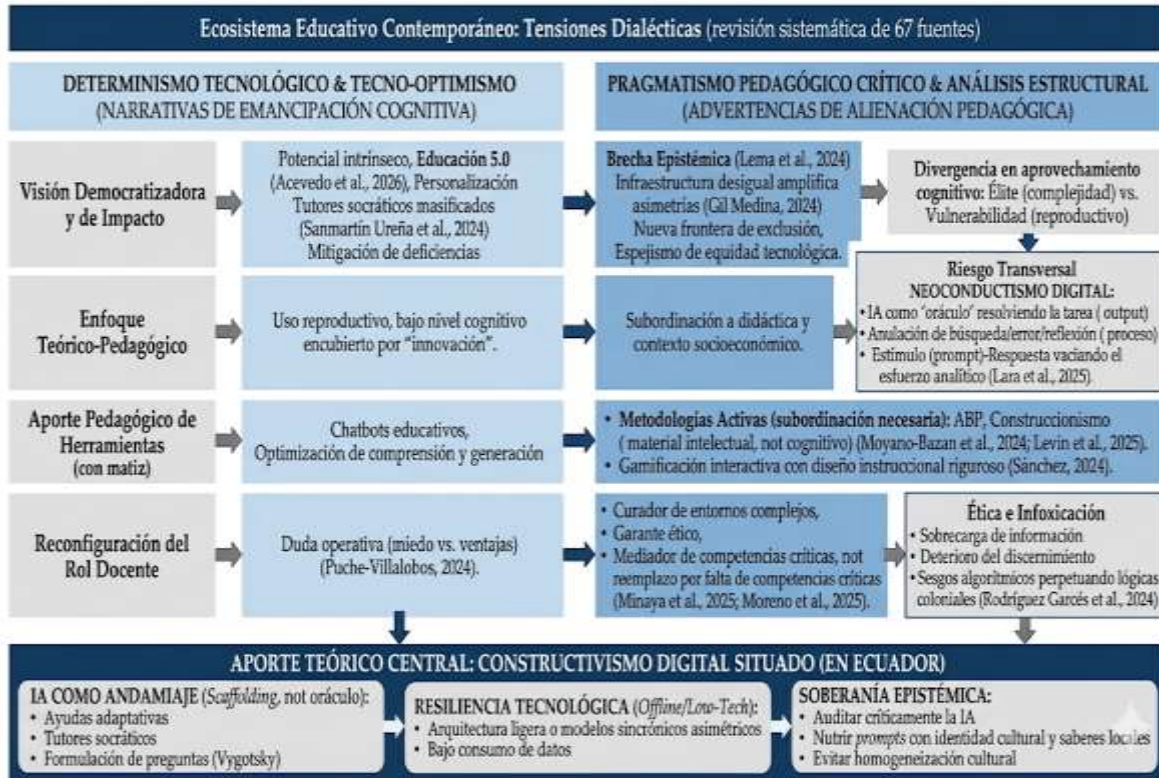 Ecosistema Educativo Contemporáneo: Tensiones Dialécticas (revisión sistemática de 67 fuentes)
DETERMINISMO TECNOLÓGICO & TECNO-OPTIMISMO
(NARRATIVAS DE EMANCIPACIÓN COGNITIVA)
PRAGMATISMO PEDAGÓGICO CRÍTICO & ANÁLISIS ESTRUCTURAL
(ADVERTENCIAS DE ALIENACIÓN PEDAGÓGICA)
Visión Democratizadora
y de Impacto
Potencial intrínseco, Educación 5.0
(Acevedo et al., 2026), Personalización
Tutores socráticos masificados
(Sanmartín Ureña et al., 2024)
Mitigación de deficiencias
Brecha Epistémica (Lema et al., 2024)
Infraestructura desigual amplifica
asimetrías (Gil Medina, 2024)
Nueva frontera de exclusión,
Espejismo de equidad tecnológica.
Divergencia en aprovechamiento
cognitivo: Élite (complejidad) vs.
Vulnerabilidad (reproductivo)
Enfoque
Teórico-Pedagógico
Uso reproductivo, bajo nivel cognitivo
encubierto por "innovación".
Subordinación a didáctica y
contexto socioeconómico.
Riesgo Transversal
NEOCONDUCTISMO DIGITAL:
•IA como "oráculo" resolviendo la tarea ( output)
•Anulación de búsqueda/error/reflexión ( proceso)
• Estímulo (prompt)-Respuesta vaciando el
esfuerzo analítico (Lara et al., 2025).
Aporte Pedagógico de
Herramientas
(con matiz)
Chatbots educativos,
Optimización de comprensión y generación
• Metodologías Activas (subordinación necesaria): ABP, Construccionismo
( material intelectual, not cognitivo) (Moyano-Bazan et al., 2024; Levin et al., 2025).
• Gamificación interactiva con diseño instruccional riguroso (Sánchez, 2024).
Reconfiguración del
Rol Docente
Duda operativa (miedo vs. ventajas)
(Puche-Villalobos, 2024).
• Curador de entornos complejos,
• Garante ético,
• Mediador de competencias críticas, not
reemplazo por falta de competencias críticas
(Minaya et al., 2025; Moreno et al., 2025).
Ética e Infoxicación
• Sobrecarga de información
• Deterioro del discernimiento
• Sesgos algorítmicos perpetuando lógicas
coloniales (Rodríguez Garcés et al., 2024)
APORTE TEÓRICO CENTRAL: CONSTRUCTIVISMO DIGITAL SITUADO (EN ECUADOR)
IA COMO ANDAMIAJE (Scaffolding, not oráculo):
• Ayudas adaptativas
• Tutores socráticos
• Formulación de preguntas (Vygotsky)
RESILIENCIA TECNOLÓGICA (Offline/Low-Tech):
• Arquitectura ligera o modelos sincrónicos asimétricos
• Bajo consumo de datos
SOBERANÍA EPISTÉMICA:
• Auditar críticamente la IA
• Nutrir prompts con identidad cultural y saberes locales
• Evitar homogeneización cultural